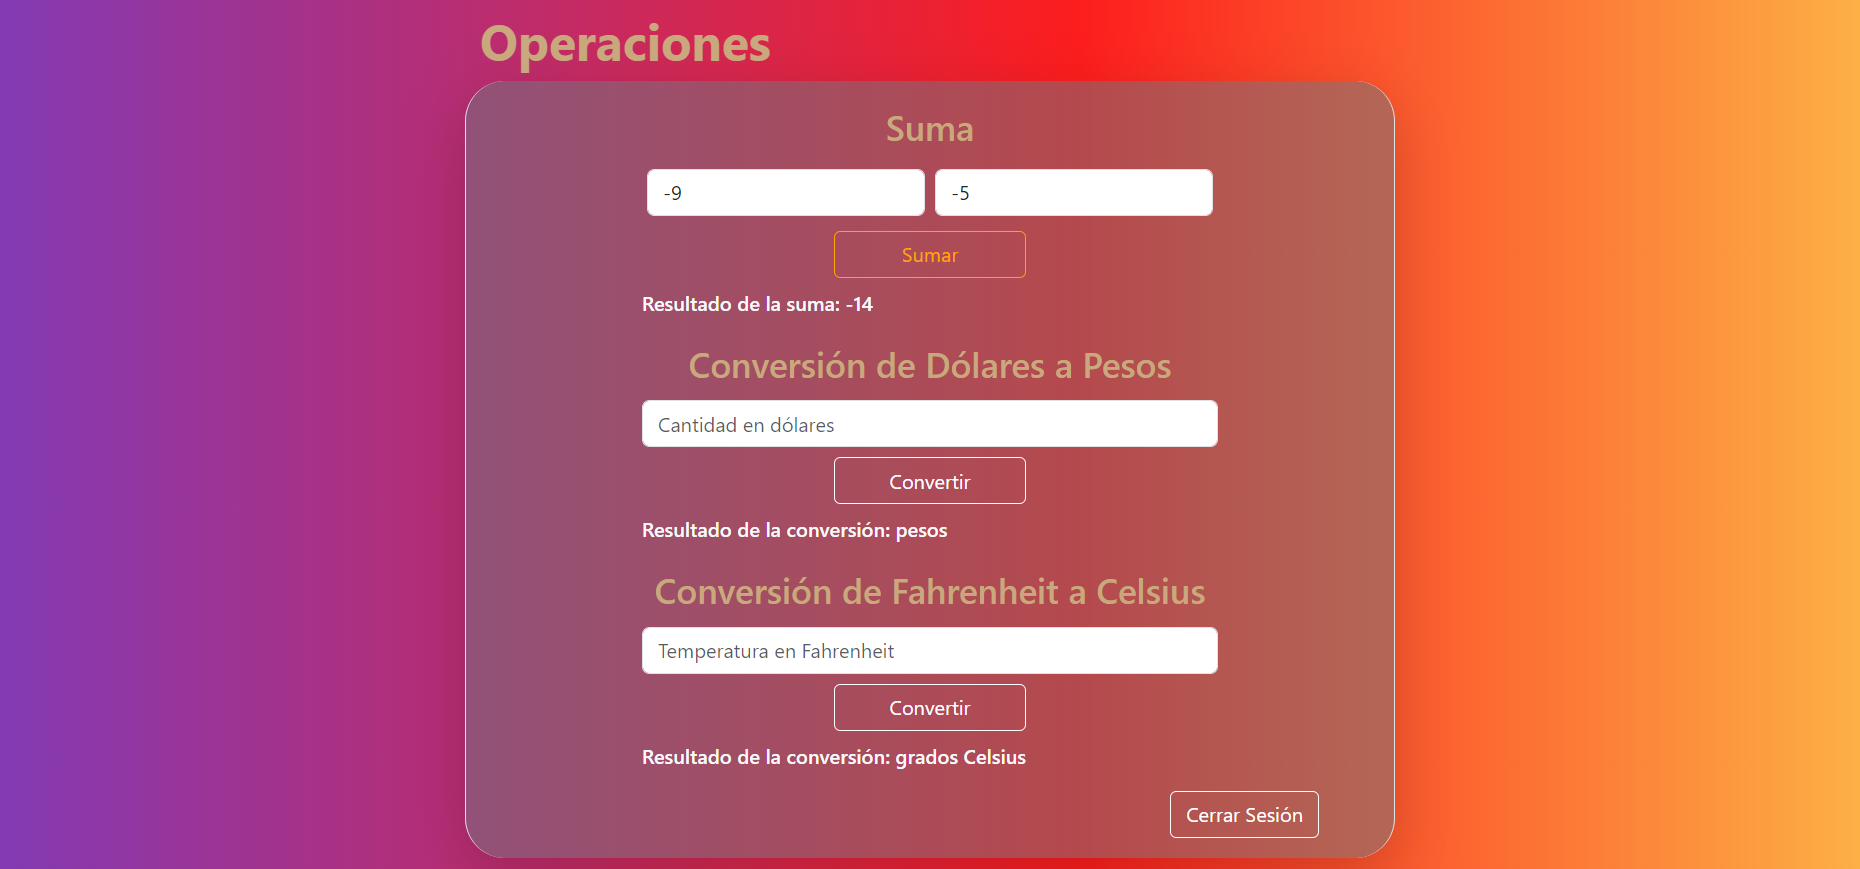 Operaciones
Suma
-9 -5
Sumar
Resultado de la suma: -14
Conversión de Dólares a Pesos
Cantidad en dólares
Convertir
Resultado de la conversión: pesos
Conversión de Fahrenheit a Celsius
Temperatura en Fahrenheit
Convertir
Resultado de la conversión: grados Celsius
Cerrar Sesión